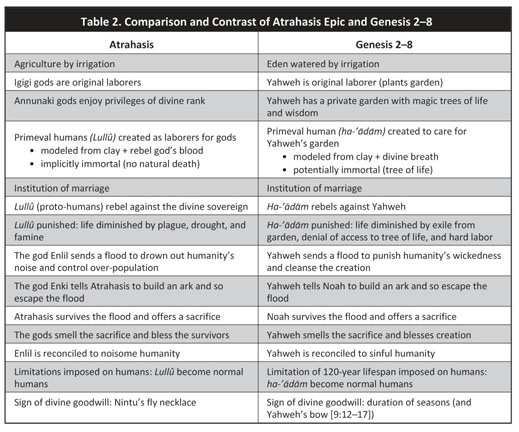 Table 2. Comparison and Contrast of Atrahasis Epic and Genesis 2–8
Atrahasis
Genesis 2–8
Agriculture by irrigation
Eden watered by irrigation
Igigi gods are original laborers
Yahweh is original laborer (plants garden)
Annunaki gods enjoy privileges of divine rank
Yahweh has a private garden with magic trees of life
and wisdom
Primeval humans (Lullû) created as laborers for gods
• modeled from clay + rebel god's blood
• implicitly immortal (no natural death)
Primeval human (ha-'ādām) created to care for
Yahweh's garden
• modeled from clay + divine breath
• potentially immortal (tree of life)
Institution of marriage
Institution of marriage
Lullû (proto-humans) rebel against the divine sovereign
Ha-'ādām rebels against Yahweh
Lullû punished: life diminished by plague, drought, and
famine
Ha-'ādām punished: life diminished by exile from
garden, denial of access to tree of life, and hard labor
The god Enlil sends a flood to drown out humanity's
noise and control over-population
Yahweh sends a flood to punish humanity's wickedness
and cleanse the creation
The god Enki tells Atrahasis to build an ark and so
escape the flood
Yahweh tells Noah to build an ark and so escape the
flood
Atrahasis survives the flood and offers a sacrifice
Noah survives the flood and offers a sacrifice
The gods smell the sacrifice and bless the survivors
Yahweh smells the sacrifice and blesses creation
Enlil is reconciled to noisome humanity
Yahweh is reconciled to sinful humanity
Limitations imposed on humans: Lullû become normal
humans
Limitation of 120-year lifespan imposed on humans:
ha-'ādām become normal humans
Sign of divine goodwill: Nintu's fly necklace
Sign of divine goodwill: duration of seasons (and
Yahweh's bow [9:12–17])